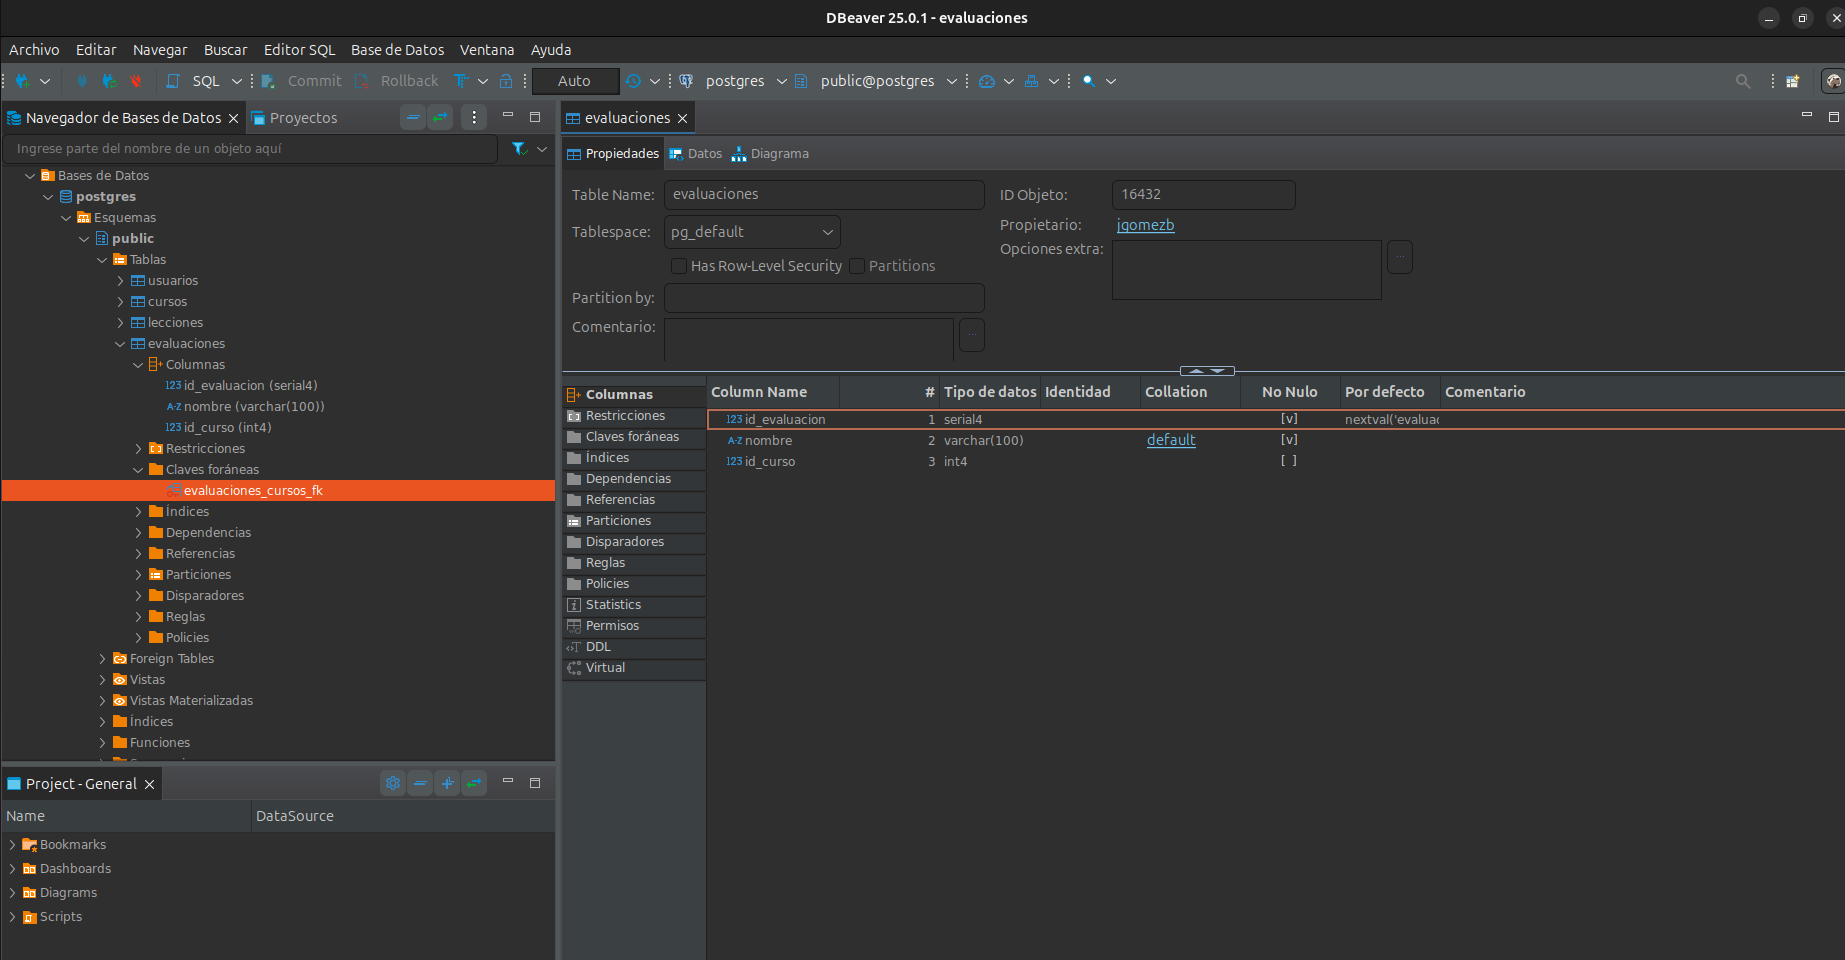 DBeaver 25.0.1 - evaluaciones
Archivo Editar Navegar Buscar Editor SQL Base de Datos Ventana Ayuda
SQL Commit Rollback Auto postgres public@postgres
Navegador de Bases de Datos Proyectos
Ingrese parte del nombre de un objeto aquí
Bases de Datos
postgres
Esquemas
public
Tablas
usuarios
cursos
lecciones
evaluaciones
Columnas
123 id_evaluacion (serial4)
A-Z nombre (varchar(100))
123 id_curso (int4)
Restricciones
Claves foráneas
evaluaciones_cursos_fk
Índices
Dependencias
Referencias
Particiones
Disparadores
Reglas
Policies
Foreign Tables
Vistas
Vistas Materializadas
Índices
Funciones
Project - General
Name DataSource
Bookmarks
Dashboards
Diagrams
Scripts
evaluaciones
Propiedades Datos Diagrama
Table Name: evaluaciones
Tablespace: pg_default
Has Row-Level Security Partitions
Partition by:
Comentario:
...
ID Objeto: 16432
Propietario: jgomezb
Opciones extra:
...
Columnas
Restricciones
Claves foráneas
Índices
Dependencias
Referencias
Particiones
Disparadores
Reglas
Policies
Statistics
Permisos
DDL
Virtual
Column Name # Tipo de datos Identidad Collation No Nulo Por defecto Comentario
123 id_evaluacion 1 serial4 [v] nextval('evaluac
A-Z nombre 2 varchar(100) default [v]
123 id_curso 3 int4 [ ]